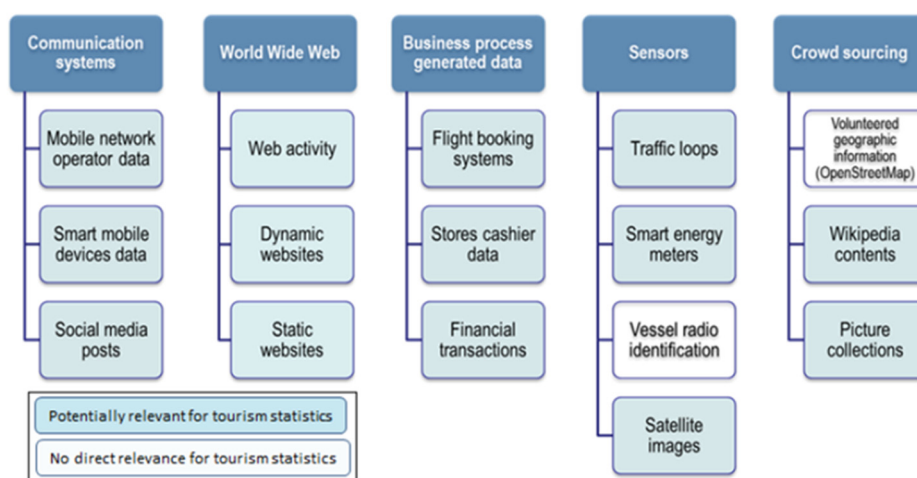 Communication
systems
Mobile network
operator data
Smart mobile
devices data
Social media
posts
World Wide Web
Web activity
Dynamic
websites
Static
websites
Business process
generated data
Flight booking
systems
Stores cashier
data
Financial
transactions
Sensors
Traffic loops
Smart energy
meters
Vessel radio
identification
Satellite
images
Crowd sourcing
Volunteered
geographic
information
(OpenStreetMap)
Wikipedia
contents
Picture
collections
Potentially relevant for tourism statistics
No direct relevance for tourism statistics